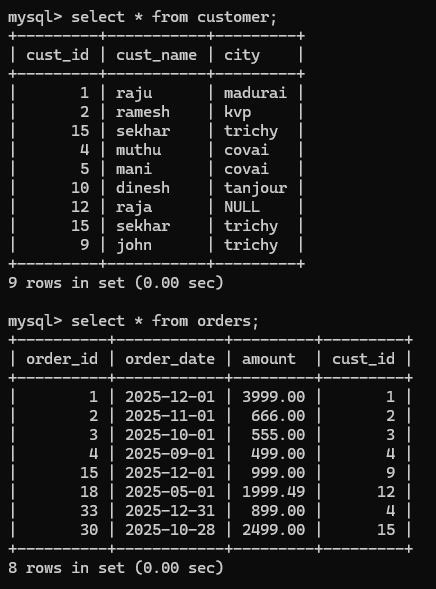 mysql> select * from customer;
+---------+-----------+---------+
| cust_id | cust_name | city    |
+---------+-----------+---------+
|       1 | raju      | madurai |
|       2 | ramesh    | kvp     |
|      15 | sekhar    | trichy  |
|       4 | muthu     | covai   |
|       5 | mani      | covai   |
|      10 | dinesh    | tanjour |
|      12 | raja      | NULL    |
|      15 | sekhar    | trichy  |
|       9 | john      | trichy  |
+---------+-----------+---------+
9 rows in set (0.00 sec)

mysql> select * from orders;
+----------+------------+---------+---------+
| order_id | order_date | amount  | cust_id |
+----------+------------+---------+---------+
|        1 | 2025-12-01 | 3999.00 |       1 |
|        2 | 2025-11-01 |  666.00 |       2 |
|        3 | 2025-10-01 |  555.00 |       3 |
|        4 | 2025-09-01 |  499.00 |       4 |
|       15 | 2025-12-01 |  999.00 |       9 |
|       18 | 2025-05-01 | 1999.49 |      12 |
|       33 | 2025-12-31 |  899.00 |       4 |
|       30 | 2025-10-28 | 2499.00 |      15 |
+----------+------------+---------+---------+
8 rows in set (0.00 sec)